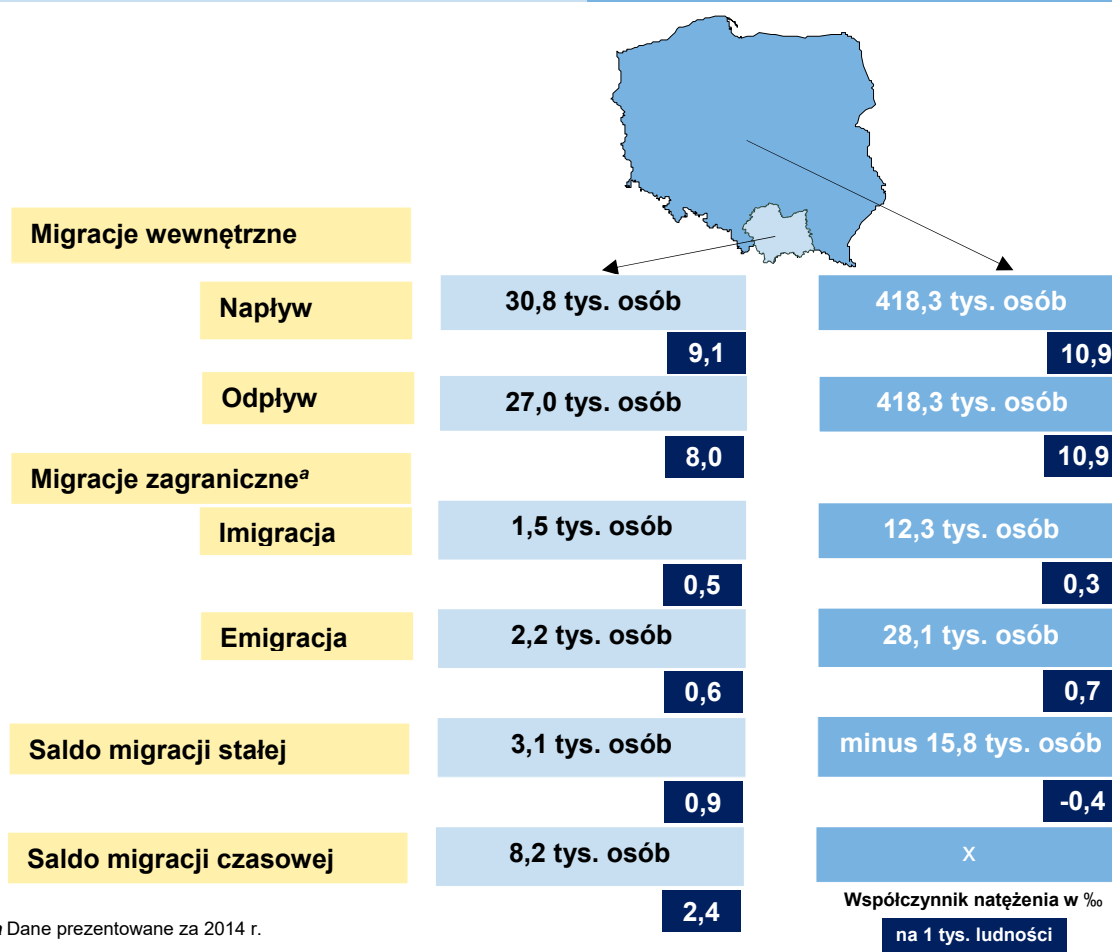 Migracje wewnętrzne
Napływ
30,8 tys. osób
418,3 tys. osób
9,1
10,9
Odpływ
27,0 tys. osób
418,3 tys. osób
8,0
10,9
Migracje zagraniczneᵃ
Imigracja
1,5 tys. osób
12,3 tys. osób
0,5
0,3
Emigracja
2,2 tys. osób
28,1 tys. osób
0,6
0,7
Saldo migracji stałej
3,1 tys. osób
minus 15,8 tys. osób
0,9
-0,4
Saldo migracji czasowej
8,2 tys. osób
x
2,4
Współczynnik natężenia w ‰
na 1 tys. ludności
a Dane prezentowane za 2014 r.